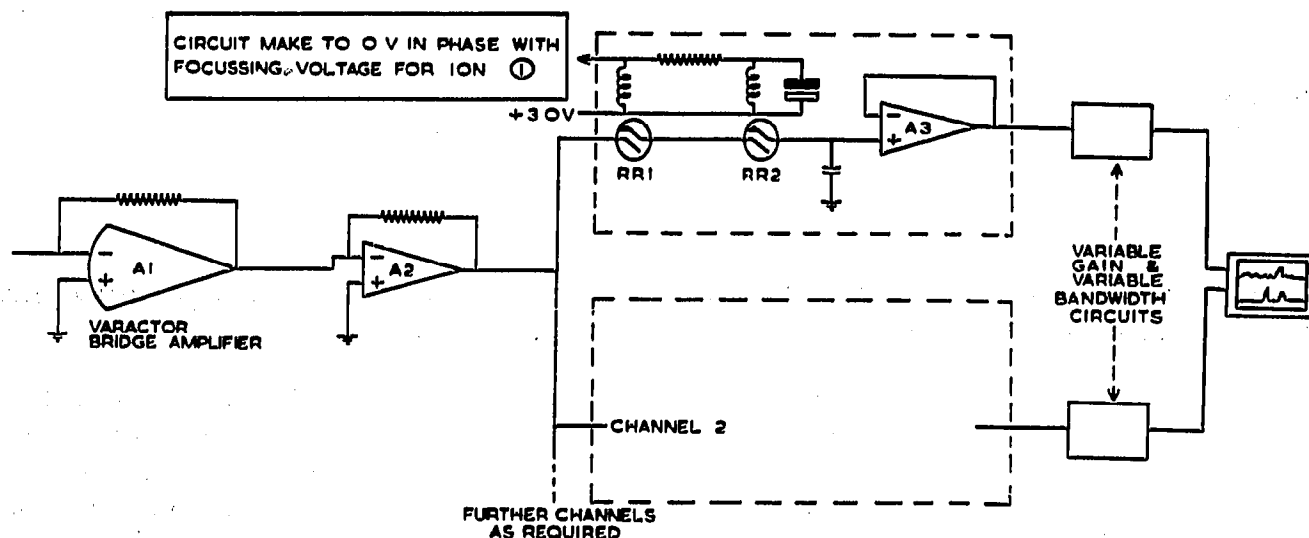 CIRCUIT MAKE TO 0 V IN PHASE WITH
FOCUSSING VOLTAGE FOR ION 1
+30V
RR1
RR2
A3
A1
A2
VARACTOR
BRIDGE AMPLIFIER
VARIABLE
GAIN &
VARIABLE
BANDWIDTH
CIRCUITS
CHANNEL 2
FURTHER CHANNELS
AS REQUIRED